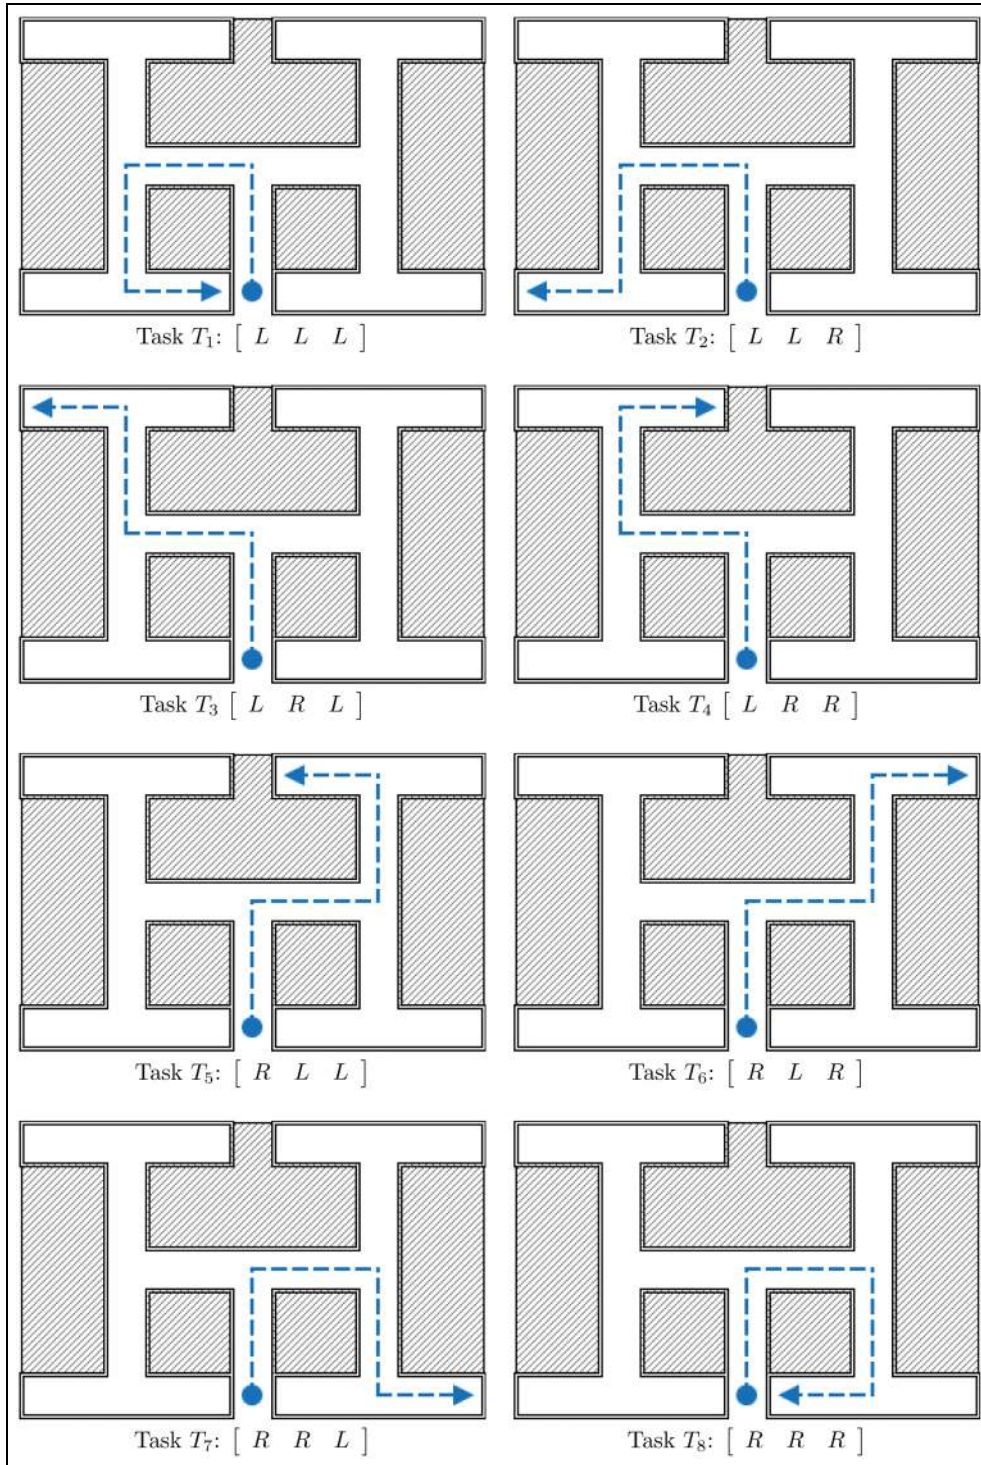 Task T₁: [ L L L ]
Task T₂: [ L L R ]
Task T₃ [ L R L ]
Task T₄ [ L R R ]
Task T₅: [ R L L ]
Task T₆: [ R L R ]
Task T₇: [ R R L ]
Task T₈: [ R R R ]